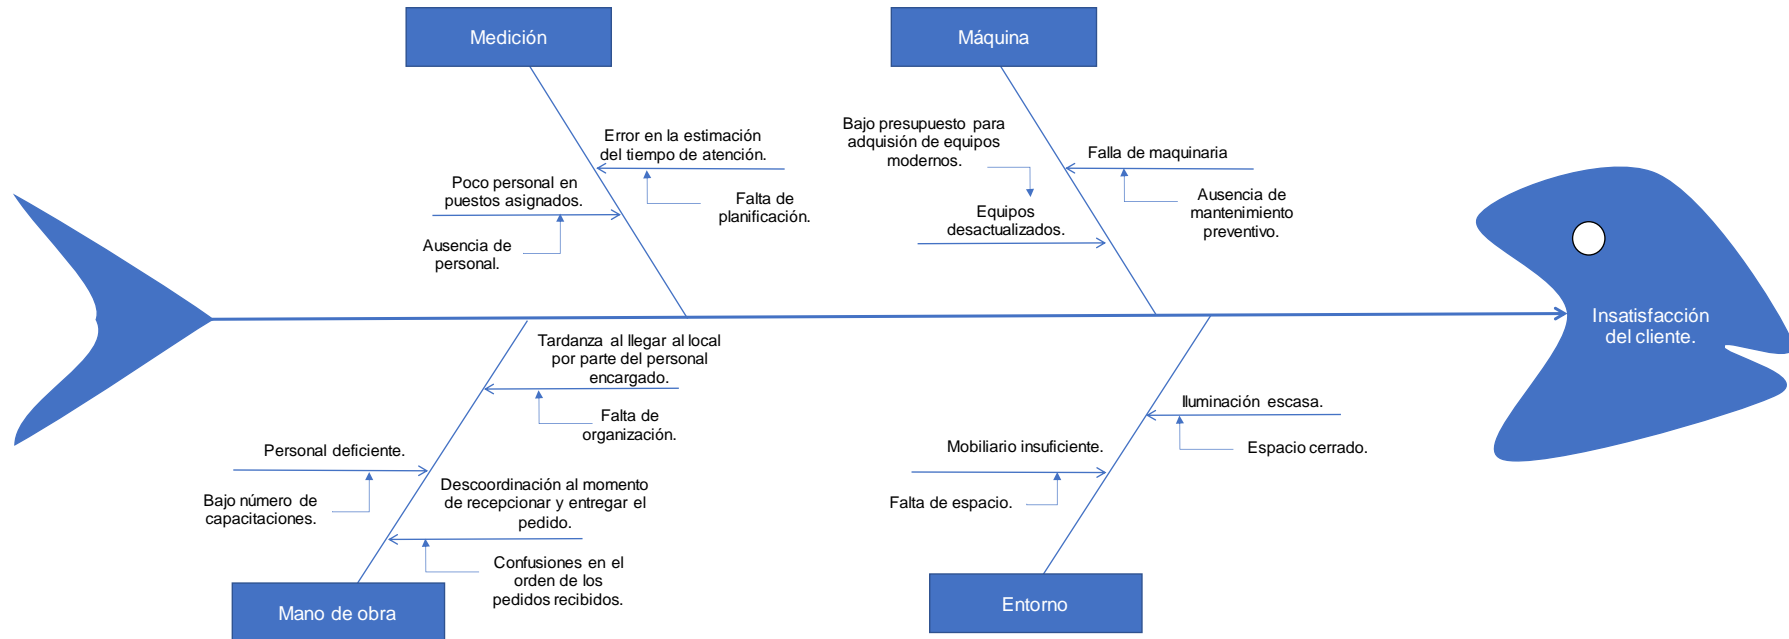 Medición
Máquina
Error en la estimación
del tiempo de atención.
Falta de
planificación.
Poco personal en
puestos asignados.
Ausencia de
personal.
Bajo presupuesto para
adquisión de equipos
modernos.
Equipos
desactualizados.
Falla de maquinaria
Ausencia de
mantenimiento
preventivo.
Insatisfacción
del cliente.
Tardanza al llegar al local
por parte del personal
encargado.
Falta de
organización.
Personal deficiente.
Bajo número de
capacitaciones.
Descoordinación al momento
de recepcionar y entregar el
pedido.
Confusiones en el
orden de los
pedidos recibidos.
Mano de obra
Iluminación escasa.
Espacio cerrado.
Mobiliario insuficiente.
Falta de espacio.
Entorno